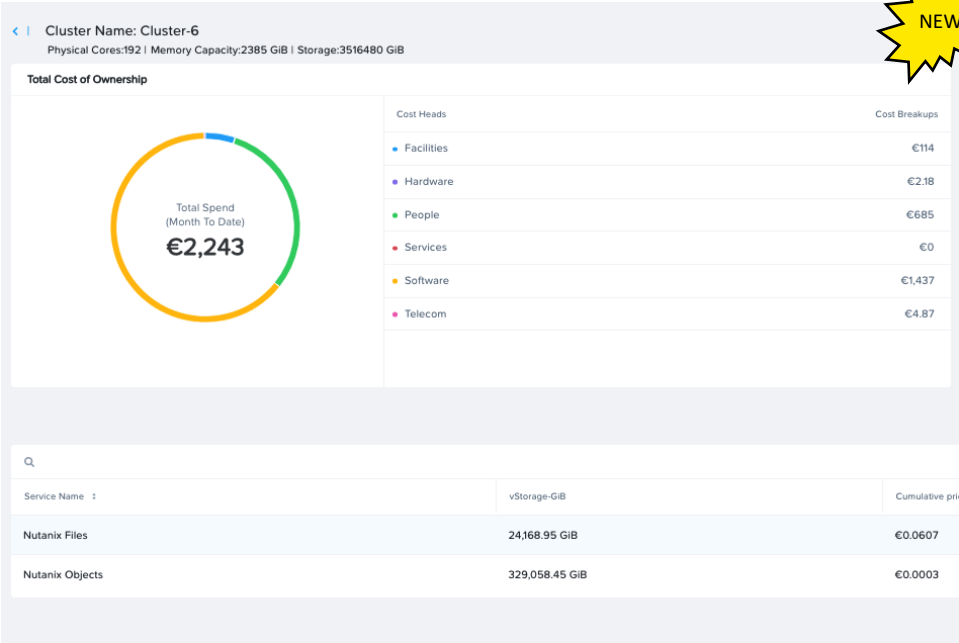 NEW
Cluster Name: Cluster-6
Physical Cores:192 | Memory Capacity:2385 GiB | Storage:3516480 GiB
Total Cost of Ownership
Cost Heads Cost Breakups
Total Spend
(Month To Date)
€2,243
Facilities €114
Hardware €2.18
People €685
Services €0
Software €1,437
Telecom €4.87
Service Name vStorage-GiB Cumulative
Nutanix Files 24,168.95 GiB €0.0607
Nutanix Objects 329,058.45 GiB €0.0003